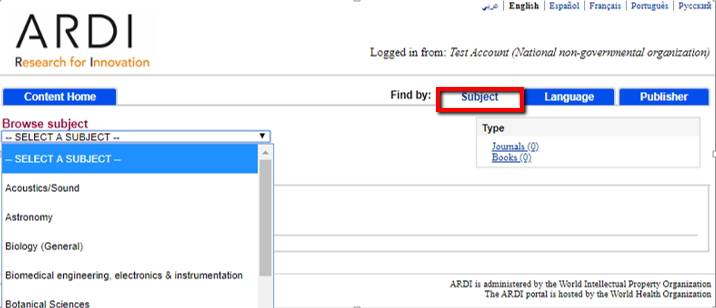 عربي | English | Español | Français | Português | Русский
ARDI
Research for Innovation
Logged in from: Test Account (National non-governmental organization)
Content Home
Find by:
Subject
Language
Publisher
Browse subject
-- SELECT A SUBJECT --
Type
Journals (0)
Books (0)
-- SELECT A SUBJECT --
Acoustics/Sound
Astronomy
Biology (General)
Biomedical engineering, electronics & instrumentation
Botanical Sciences
ARDI is administered by the World Intellectual Property Organization
The ARDI portal is hosted by the World Health Organization